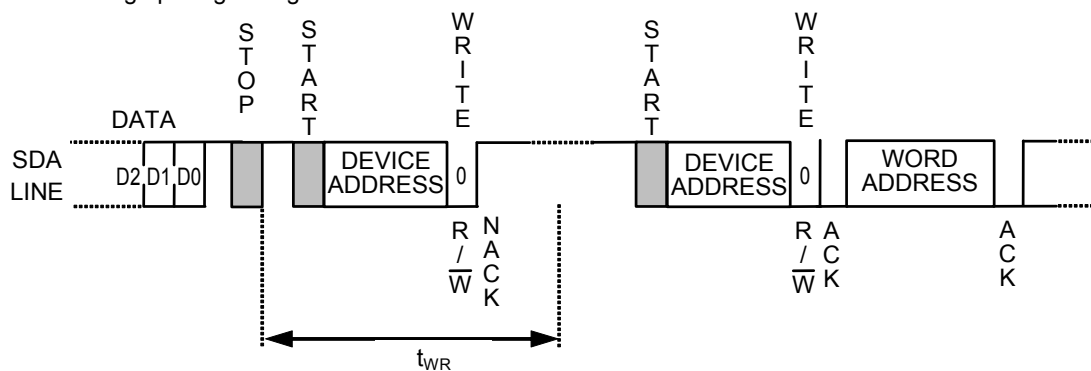 STOP
START
WRITE
START
WRITE
DATA
SDA
LINE
D2 D1 D0
DEVICE
ADDRESS
0
DEVICE
ADDRESS
0
WORD
ADDRESS
R/W̅
NACK
R/W̅
ACK
ACK
tWR